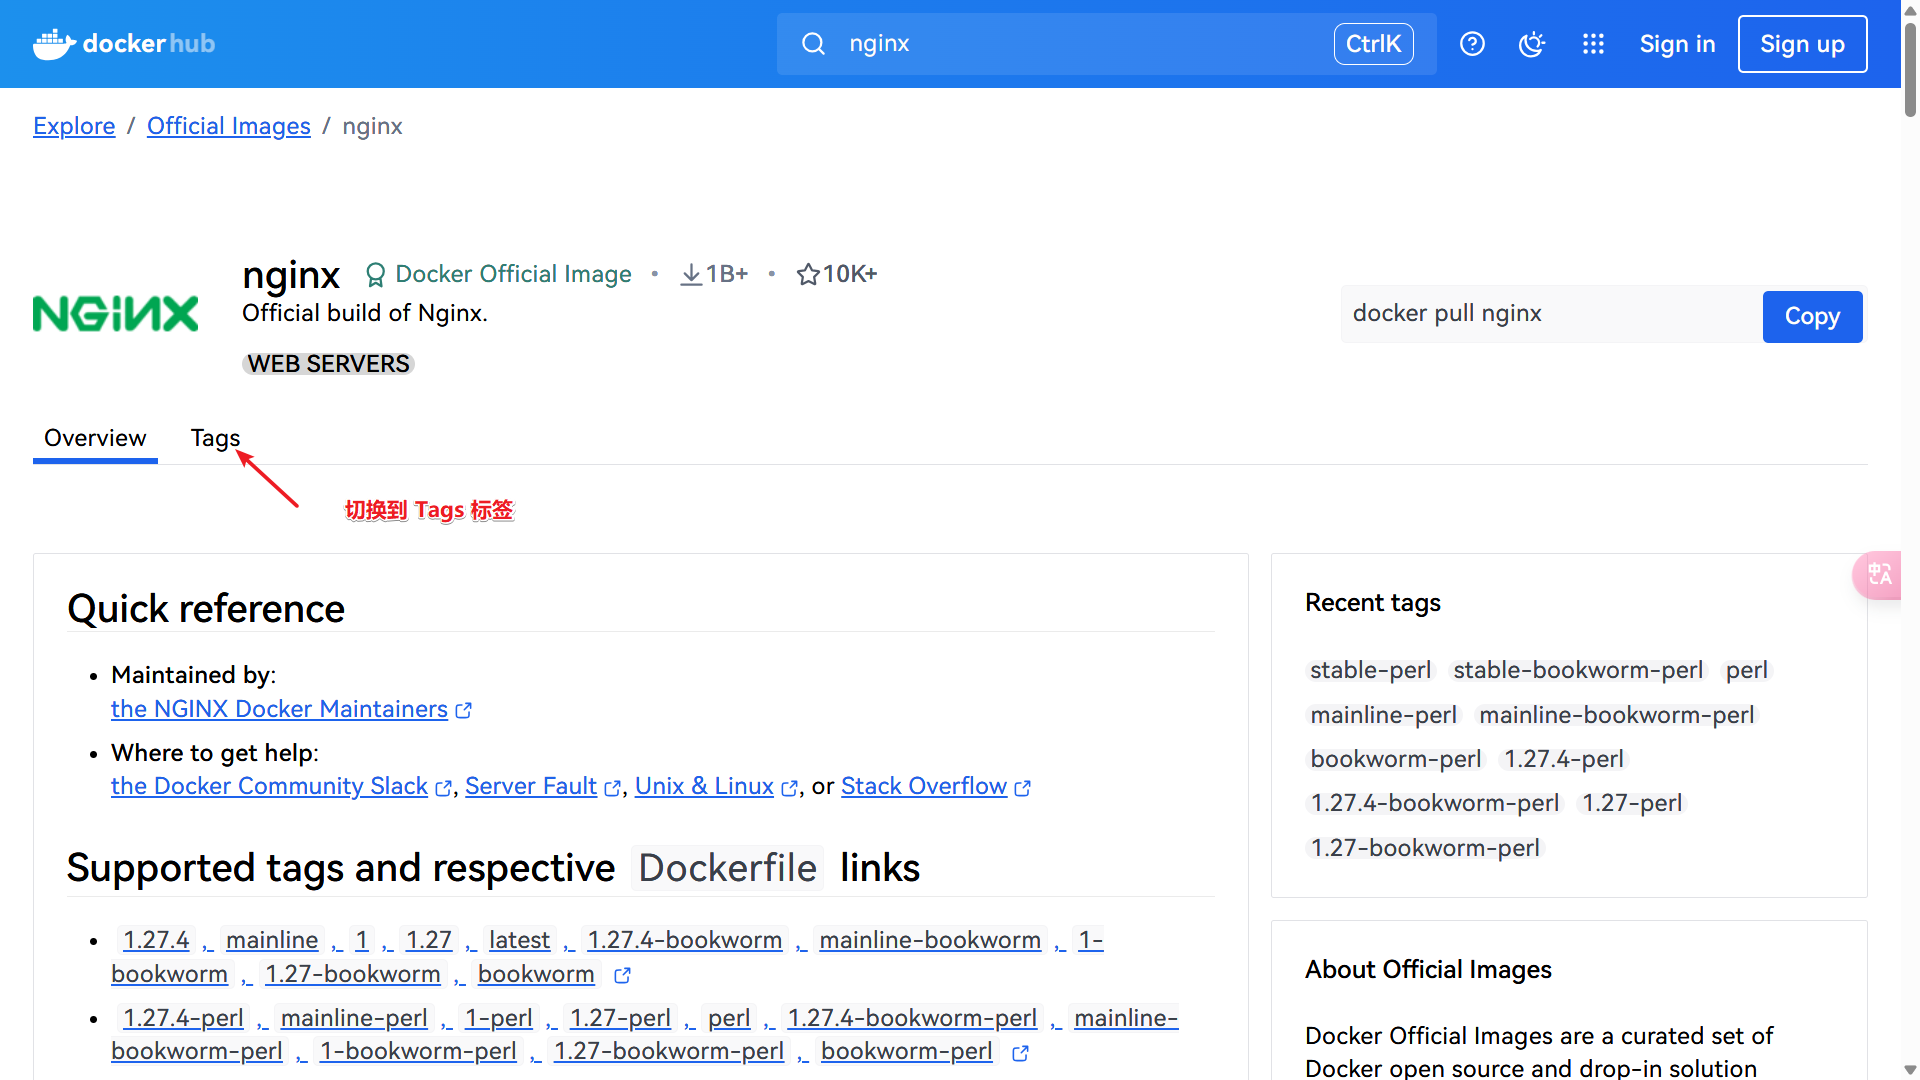 docker hub
nginx
CtrlK
Sign in
Sign up
Explore / Official Images / nginx
NGINX
nginx
Docker Official Image • 1B+ • 10K+
Official build of Nginx.
WEB SERVERS
docker pull nginx
Copy
Overview
Tags
切换到 Tags 标签
Quick reference
• Maintained by:
the NGINX Docker Maintainers
• Where to get help:
the Docker Community Slack, Server Fault, Unix & Linux, or Stack Overflow
Supported tags and respective Dockerfile links
• 1.27.4, mainline, 1, 1.27, latest, 1.27.4-bookworm, mainline-bookworm, 1-
bookworm, 1.27-bookworm, bookworm
• 1.27.4-perl, mainline-perl, 1-perl, 1.27-perl, perl, 1.27.4-bookworm-perl, mainline-
bookworm-perl, 1-bookworm-perl, 1.27-bookworm-perl, bookworm-perl
Recent tags
stable-perl stable-bookworm-perl perl
mainline-perl mainline-bookworm-perl
bookworm-perl 1.27.4-perl
1.27.4-bookworm-perl 1.27-perl
1.27-bookworm-perl
中A
About Official Images
Docker Official Images are a curated set of
Docker open source and drop-in solution